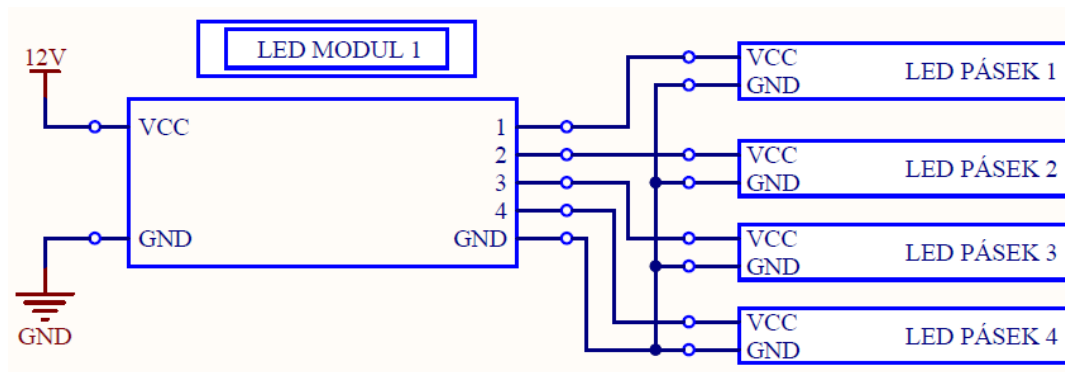 LED MODUL 1
12V
VCC
GND
GND
1
2
3
4
GND
VCC
GND
LED PÁSEK 1
VCC
GND
LED PÁSEK 2
VCC
GND
LED PÁSEK 3
VCC
GND
LED PÁSEK 4